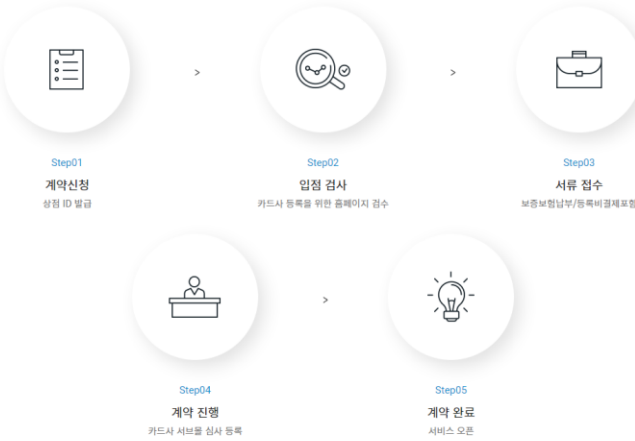 Step01
계약신청
상점 ID 발급
>
Step02
입점 검사
카드사 등록을 위한 홈페이지 검수
>
Step03
서류 접수
보증보험납부/등록비결제포함
Step04
계약 진행
카드사 서브몰 심사 등록
>
Step05
계약 완료
서비스 오픈